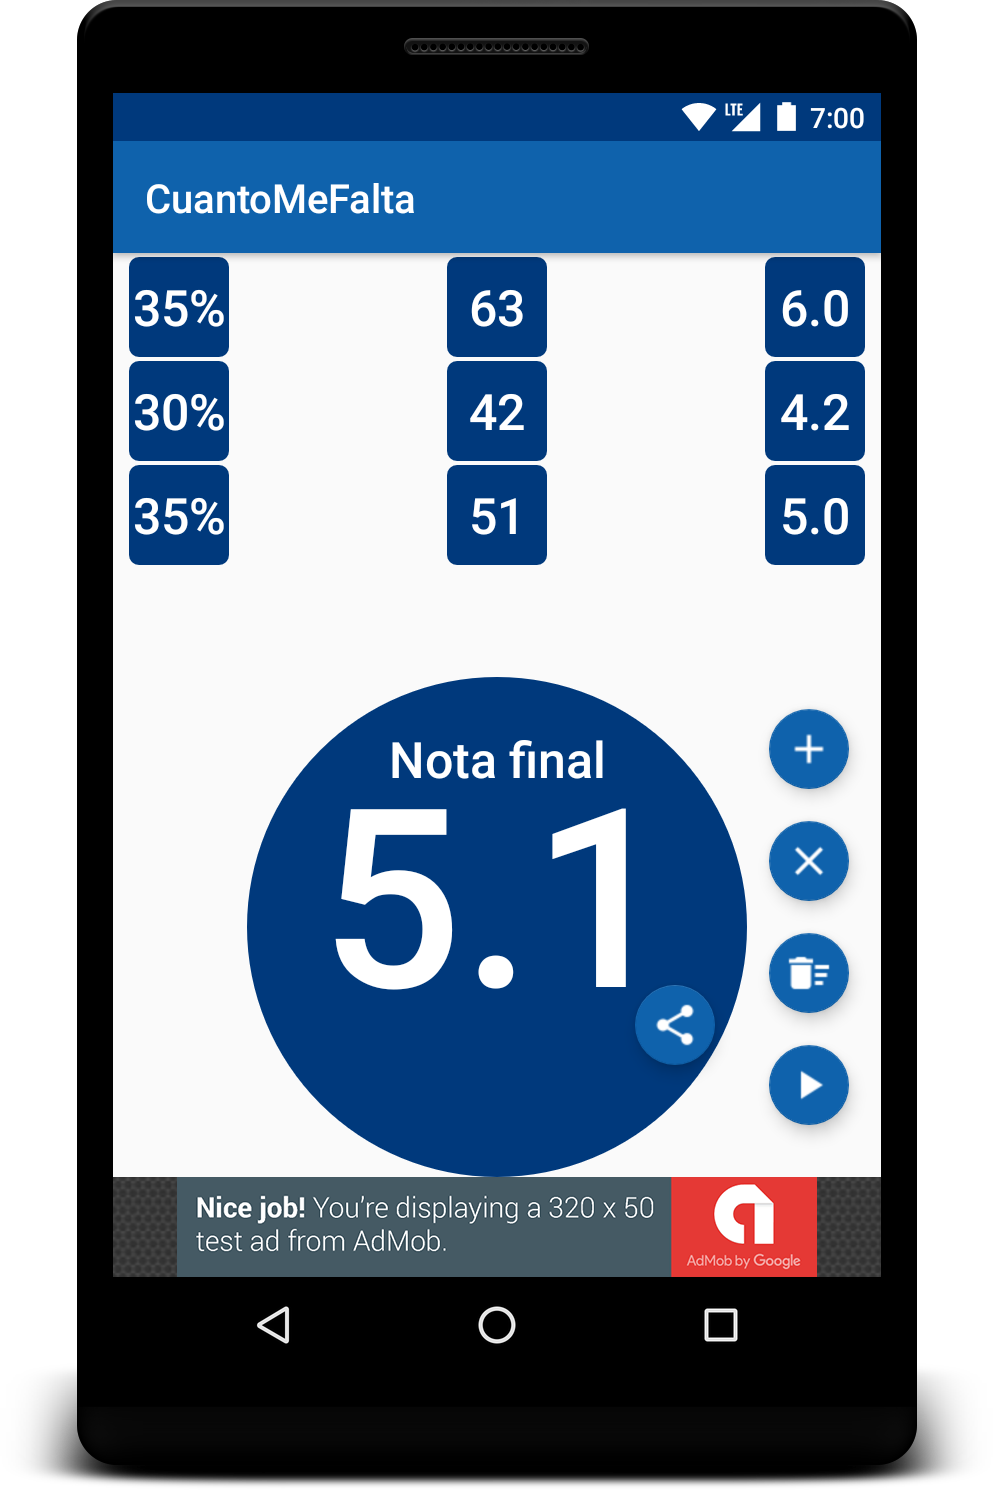 LTE 7:00
CuantoMeFalta
35% 63 6.0
30% 42 4.2
35% 51 5.0
Nota final
5.1
Nice job! You're displaying a 320 x 50
test ad from AdMob.
AdMob by Google